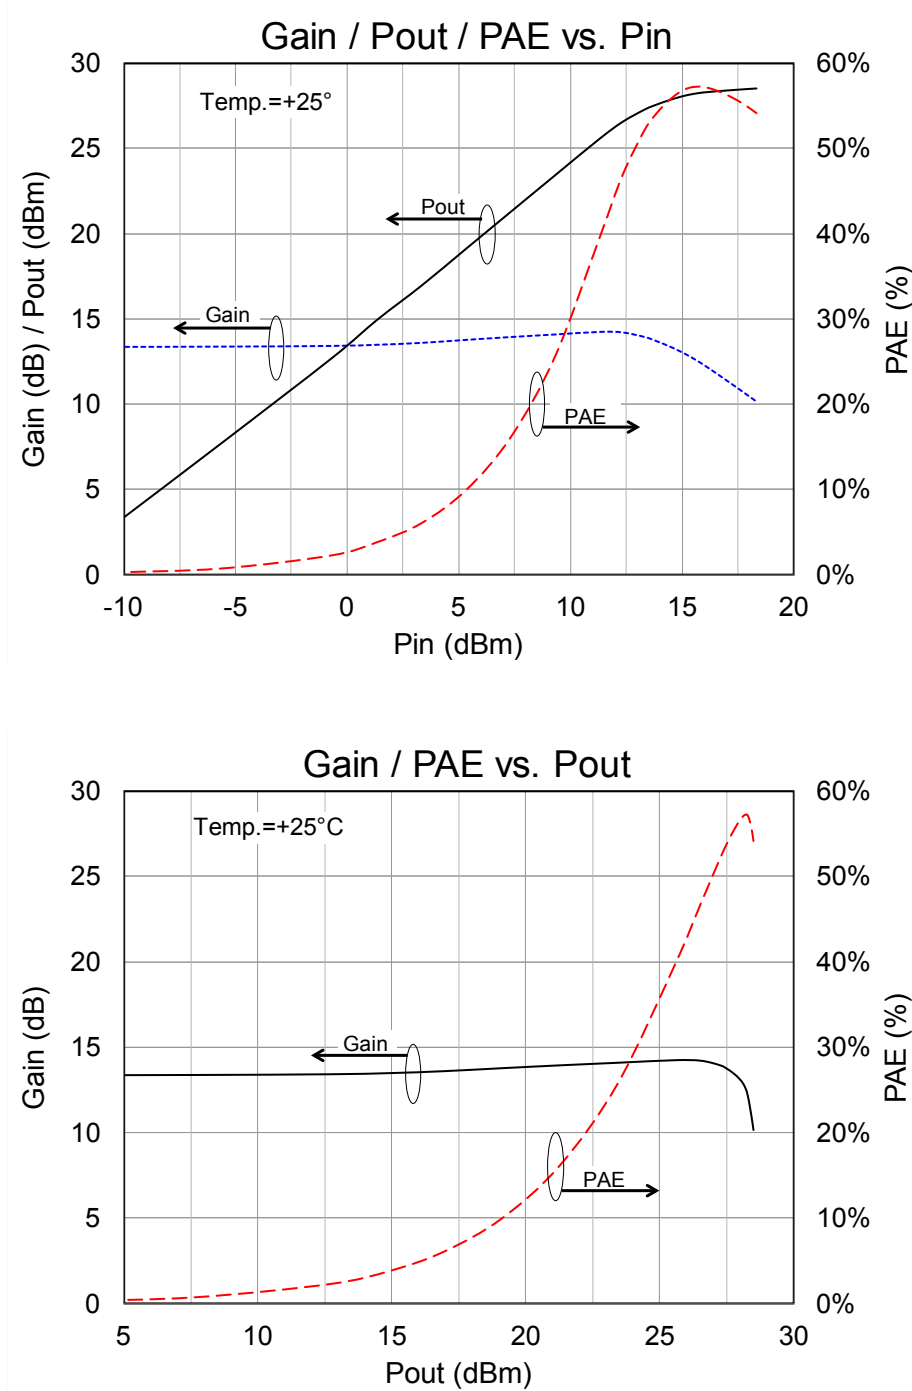 Gain / Pout / PAE vs. Pin
30
60%
Temp.=+25°
25
50%
Pout
20
40%
Gain
15
30%
10
20%
PAE
5
10%
0
0%
Gain (dB) / Pout (dBm)
PAE (%)
-10
-5
0
5
10
15
20
Pin (dBm)
Gain / PAE vs. Pout
30
60%
Temp.=+25°C
25
50%
20
40%
Gain
15
30%
10
20%
PAE
5
10%
0
0%
Gain (dB)
PAE (%)
5
10
15
20
25
30
Pout (dBm)